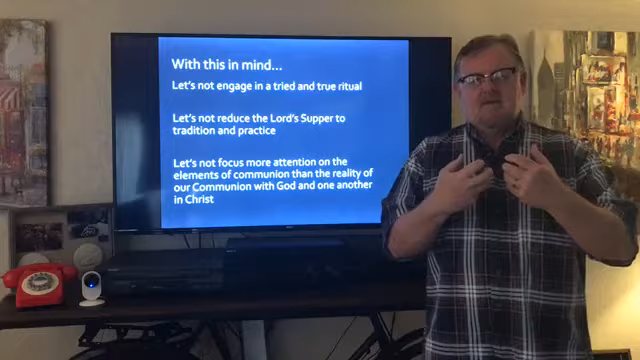 With this in mind...
Let's not engage in a tried and true ritual
Let's not reduce the Lord's Supper to
tradition and practice
Let's not focus more attention on the
elements of communion than the reality of
our Communion with God and one another
in Christ